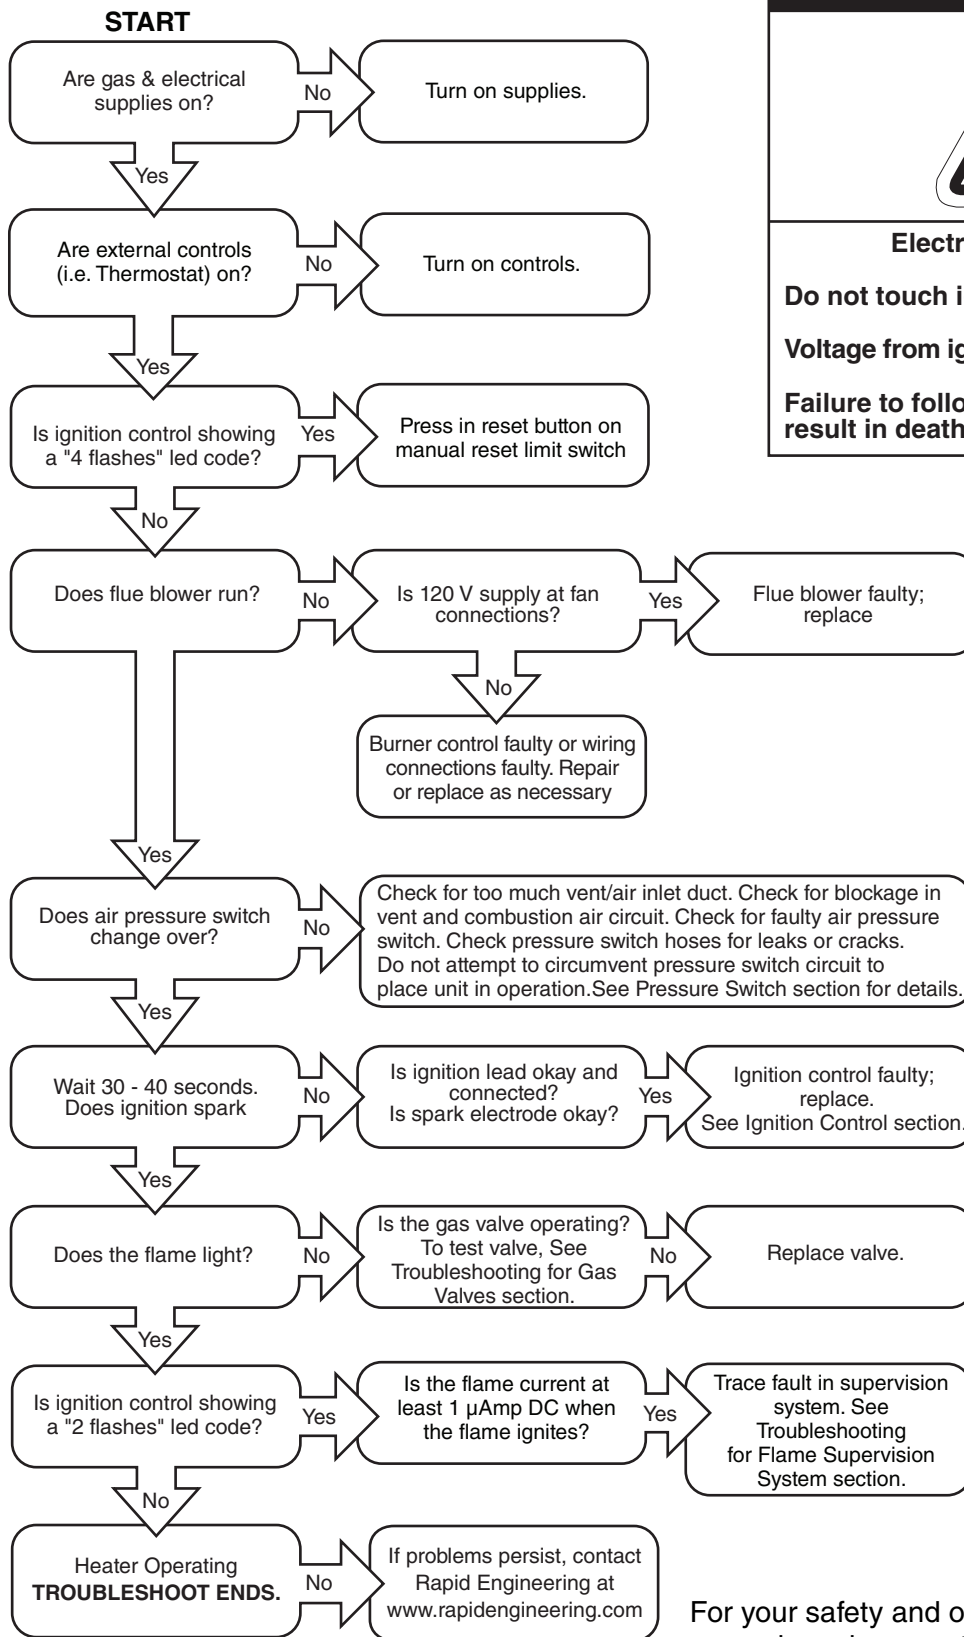 START
Are gas & electrical
supplies on?
No
Turn on supplies.
Yes
Are external controls
(i.e. Thermostat) on?
No
Turn on controls.
Yes
Is ignition control showing
a "4 flashes" led code?
Yes
Press in reset button on
manual reset limit switch
No
Does flue blower run?
No
Is 120 V supply at fan
connections?
Yes
Flue blower faulty;
replace
No
Burner control faulty or wiring
connections faulty. Repair
or replace as necessary
Yes
Does air pressure switch
change over?
No
Check for too much vent/air inlet duct. Check for blockage in
vent and combustion air circuit. Check for faulty air pressure
switch. Check pressure switch hoses for leaks or cracks.
Do not attempt to circumvent pressure switch circuit to
place unit in operation.See Pressure Switch section for details.
Yes
Wait 30 - 40 seconds.
Does ignition spark
No
Is ignition lead okay and
connected?
Is spark electrode okay?
Yes
Ignition control faulty;
replace.
See Ignition Control section.
Yes
Does the flame light?
No
Is the gas valve operating?
To test valve, See
Troubleshooting for Gas
Valves section.
No
Replace valve.
Yes
Is ignition control showing
a "2 flashes" led code?
Yes
Is the flame current at
least 1 µAmp DC when
the flame ignites?
Yes
Trace fault in supervision
system. See
Troubleshooting
for Flame Supervision
System section.
No
Heater Operating
TROUBLESHOOT ENDS.
No
If problems persist, contact
Rapid Engineering at
www.rapidengineering.com
Electr
Do not touch i
Voltage from ig
Failure to follo
result in death
For your safety and o